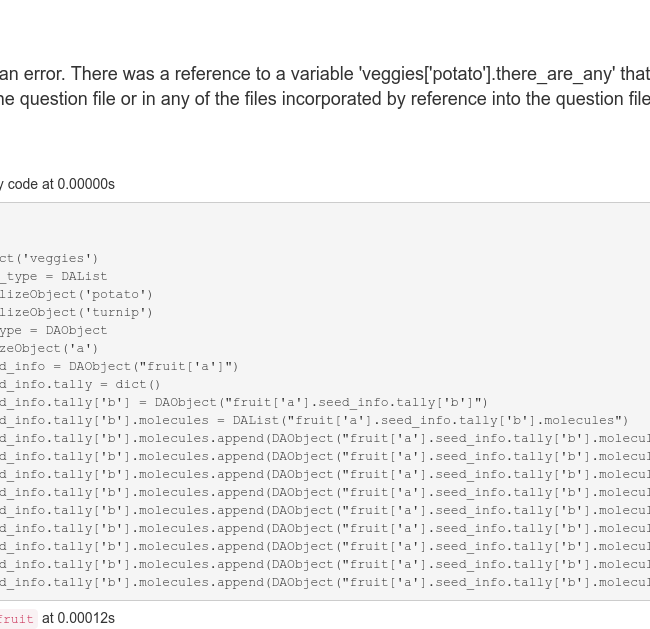 an error. There was a reference to a variable 'veggies['potato'].there_are_any' that
he question file or in any of the files incorporated by reference into the question file
y code at 0.00000s
ct('veggies')
_type = DAList
lizeObject('potato')
lizeObject('turnip')
ype = DAObject
zeObject('a')
d_info = DAObject("fruit['a']")
d_info.tally = dict()
d_info.tally['b'] = DAObject("fruit['a'].seed_info.tally['b']")
d_info.tally['b'].molecules = DAList("fruit['a'].seed_info.tally['b'].molecules")
d_info.tally['b'].molecules.append(DAObject("fruit['a'].seed_info.tally['b'].molecul
d_info.tally['b'].molecules.append(DAObject("fruit['a'].seed_info.tally['b'].molecul
d_info.tally['b'].molecules.append(DAObject("fruit['a'].seed_info.tally['b'].molecul
d_info.tally['b'].molecules.append(DAObject("fruit['a'].seed_info.tally['b'].molecul
d_info.tally['b'].molecules.append(DAObject("fruit['a'].seed_info.tally['b'].molecul
d_info.tally['b'].molecules.append(DAObject("fruit['a'].seed_info.tally['b'].molecul
d_info.tally['b'].molecules.append(DAObject("fruit['a'].seed_info.tally['b'].molecul
d_info.tally['b'].molecules.append(DAObject("fruit['a'].seed_info.tally['b'].molecul
d_info.tally['b'].molecules.append(DAObject("fruit['a'].seed_info.tally['b'].molecul
fruit at 0.00012s